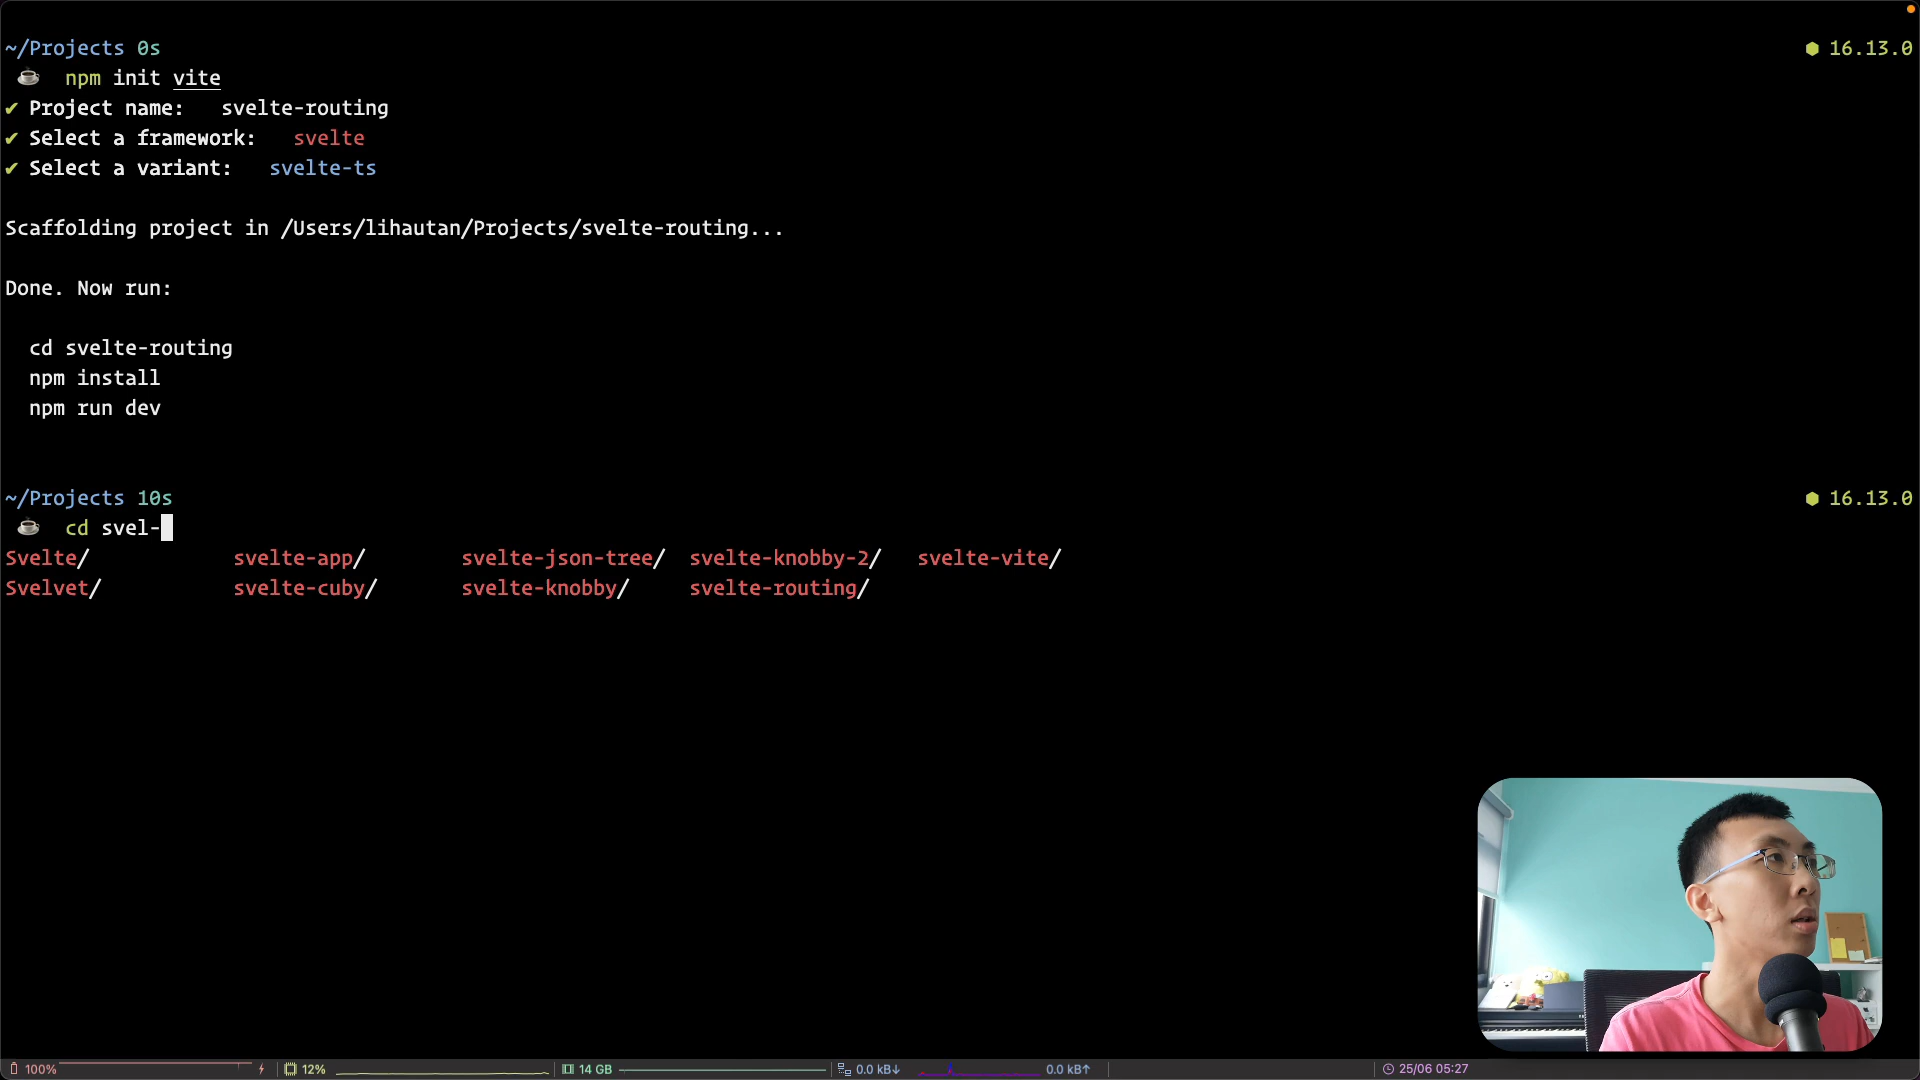 ~/Projects 0s 16.13.0
npm init vite
✔ Project name: svelte-routing
✔ Select a framework: svelte
✔ Select a variant: svelte-ts
Scaffolding project in /Users/lihautan/Projects/svelte-routing...
Done. Now run:
cd svelte-routing
npm install
npm run dev
~/Projects 10s 16.13.0
cd svel-
Svelte/ svelte-app/ svelte-json-tree/ svelte-knobby-2/ svelte-vite/
Svelvet/ svelte-cuby/ svelte-knobby/ svelte-routing/
100% 12% 14 GB 0.0 kB↓ 0.0 kB↑ 25/06 05:27